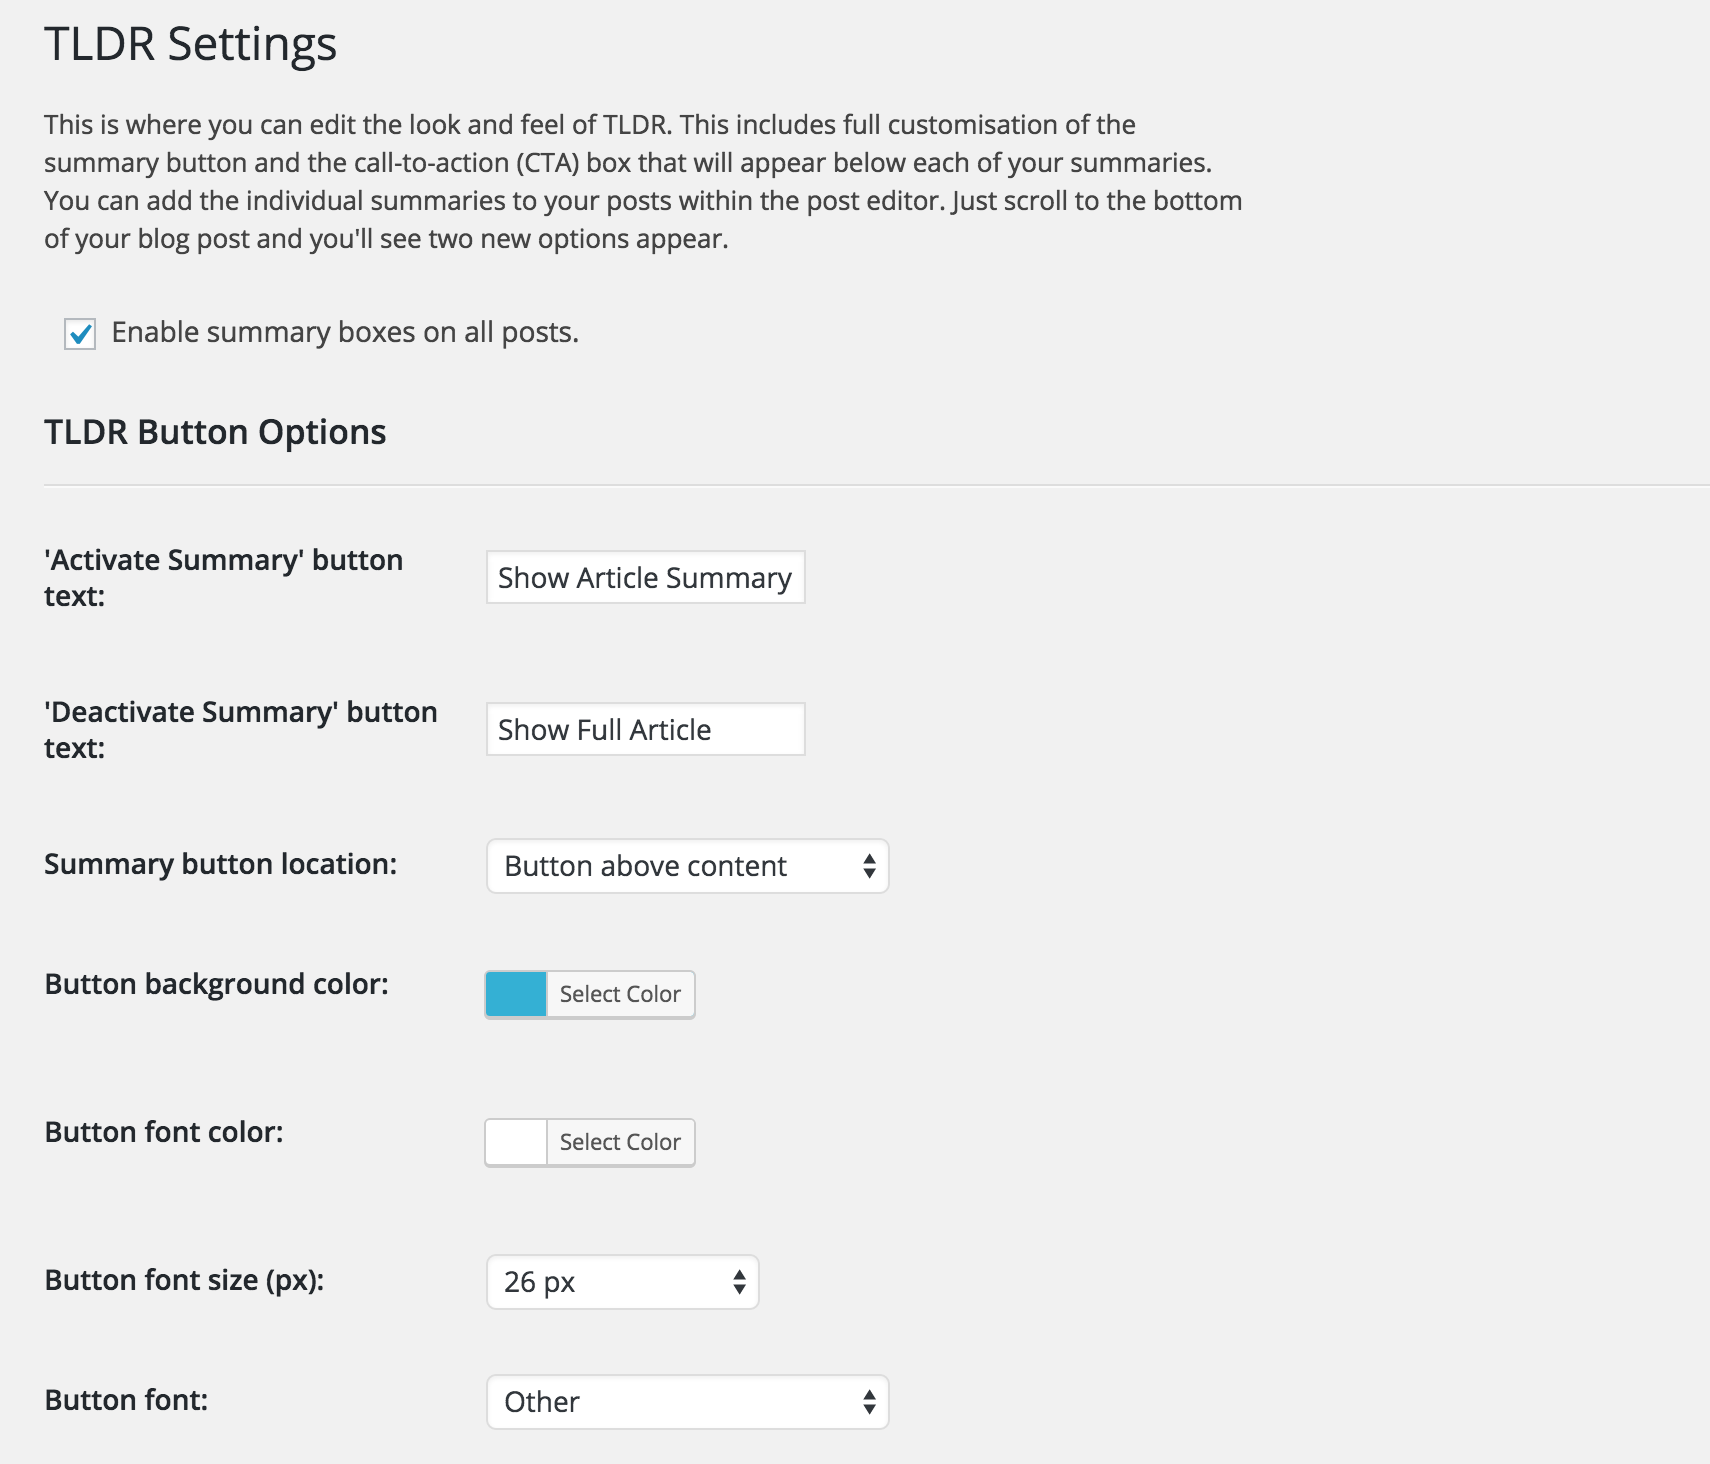 TLDR Settings
This is where you can edit the look and feel of TLDR. This includes full customisation of the
summary button and the call-to-action (CTA) box that will appear below each of your summaries.
You can add the individual summaries to your posts within the post editor. Just scroll to the bottom
of your blog post and you'll see two new options appear.
Enable summary boxes on all posts.
TLDR Button Options
'Activate Summary' button
text:
Show Article Summary
'Deactivate Summary' button
text:
Show Full Article
Summary button location:
Button above content
Button background color:
Select Color
Button font color:
Select Color
Button font size (px):
26 px
Button font:
Other